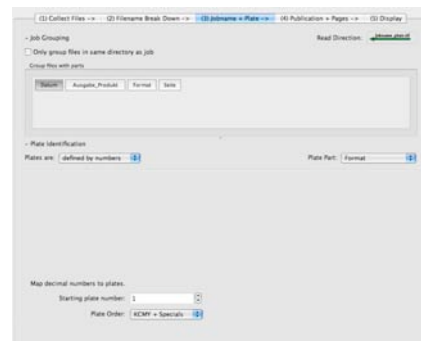 (1) Collect Files -> (2) Filename Break Down -> (3) Jobname + Plate -> (4) Publication + Pages -> (5) Display
– Job Grouping Read Direction: Jobname_plate.tif
Only group files in same directory as job
Group files with parts
Datum Ausgabe_Produkt Format Seite
– Plate Identification
Plates are: defined by numbers Plate Part: Format
Map decimal numbers to plates.
Starting plate number: 1
Plate Order: KCMY + Specials